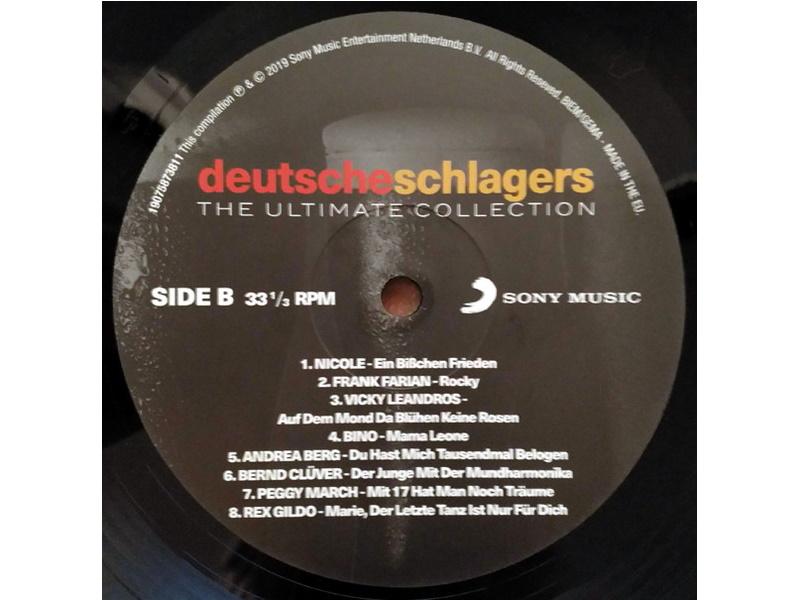 19075873811 This compilation ℗ & © 2019 Sony Music Entertainment Netherlands B.V. All Rights Reserved. BIEM/GEMA - MADE IN THE EU.
deutscheschlagers
THE ULTIMATE COLLECTION
SIDE B 33 1/3 RPM
SONY MUSIC
1. NICOLE - Ein Bißchen Frieden
2. FRANK FARIAN - Rocky
3. VICKY LEANDROS -
Auf Dem Mond Da Blühen Keine Rosen
4. BINO - Mama Leone
5. ANDREA BERG - Du Hast Mich Tausendmal Belogen
6. BERND CLÜVER - Der Junge Mit Der Mundharmonika
7. PEGGY MARCH - Mit 17 Hat Man Noch Träume
8. REX GILDO - Marie, Der Letzte Tanz Ist Nur Für Dich